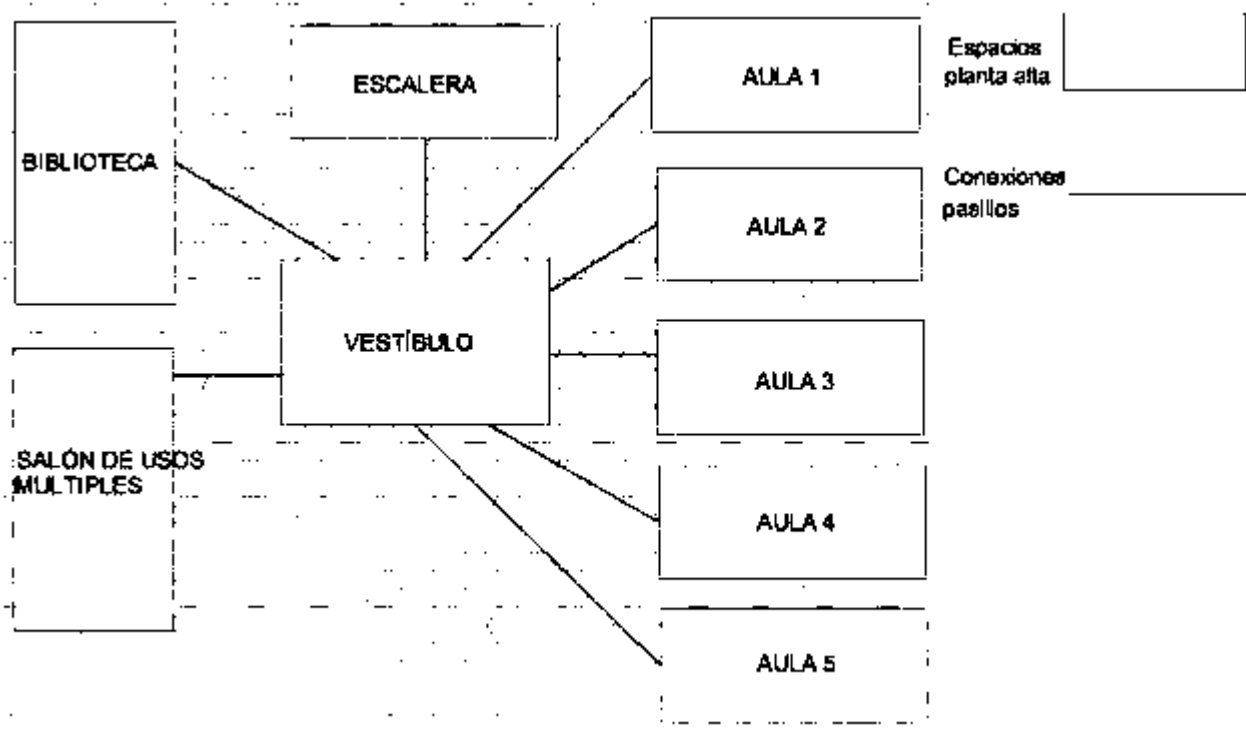 BIBLIOTECA
ESCALERA
AULA 1
Espacios
planta alta
AULA 2
Conexiones
pasillos
VESTÍBULO
AULA 3
SALÓN DE USOS
MULTIPLES
AULA 4
AULA 5